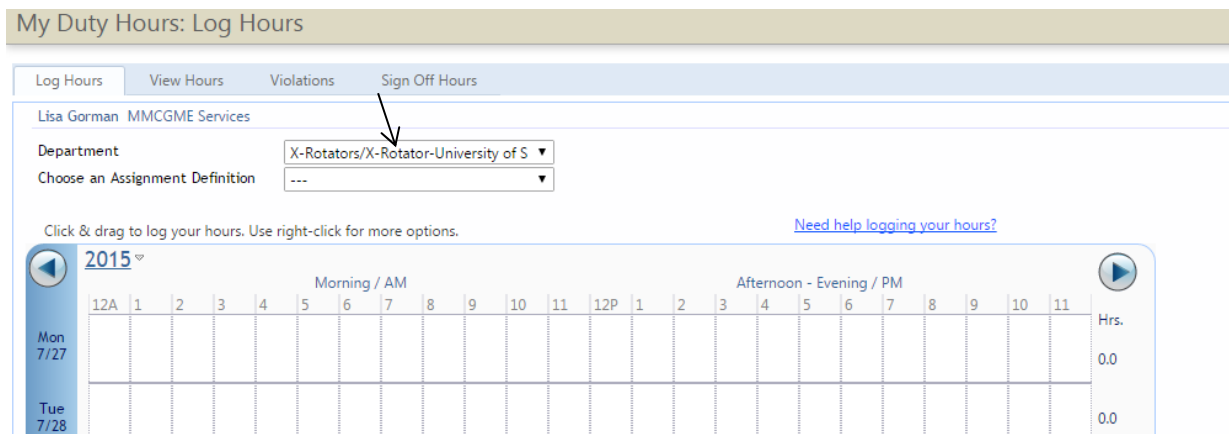 My Duty Hours: Log Hours
Log Hours View Hours Violations Sign Off Hours
Lisa Gorman MMCGME Services
Department X-Rotators/X-Rotator-University of S
Choose an Assignment Definition ---
Click & drag to log your hours. Use right-click for more options. Need help logging your hours?
2015
Morning / AM Afternoon - Evening / PM
12A 1 2 3 4 5 6 7 8 9 10 11 12P 1 2 3 4 5 6 7 8 9 10 11 Hrs.
Mon
7/27 0.0
Tue
7/28 0.0